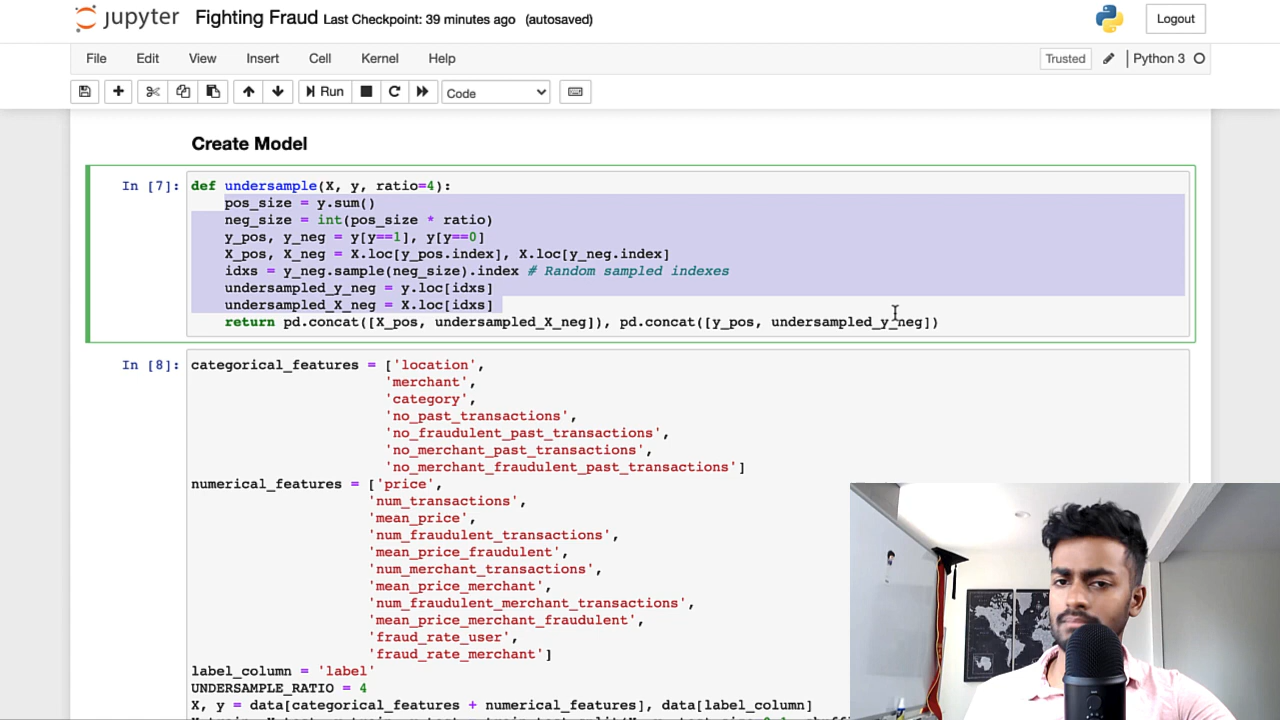 jupyter Fighting Fraud Last Checkpoint: 39 minutes ago (autosaved) Logout
File Edit View Insert Cell Kernel Help Trusted Python 3
Run Code
Create Model
In [7]: def undersample(X, y, ratio=4):
pos_size = y.sum()
neg_size = int(pos_size * ratio)
y_pos, y_neg = y[y==1], y[y==0]
X_pos, X_neg = X.loc[y_pos.index], X.loc[y_neg.index]
idxs = y_neg.sample(neg_size).index # Random sampled indexes
undersampled_y_neg = y.loc[idxs]
undersampled_X_neg = X.loc[idxs]
return pd.concat([X_pos, undersampled_X_neg]), pd.concat([y_pos, undersampled_y_neg])
In [8]: categorical_features = ['location',
'merchant',
'category',
'no_past_transactions',
'no_fraudulent_past_transactions',
'no_merchant_past_transactions',
'no_merchant_fraudulent_past_transactions']
numerical_features = ['price',
'num_transactions',
'mean_price',
'num_fraudulent_transactions',
'mean_price_fraudulent',
'num_merchant_transactions',
'mean_price_merchant',
'num_fraudulent_merchant_transactions',
'mean_price_merchant_fraudulent',
'fraud_rate_user',
'fraud_rate_merchant']
label_column = 'label'
UNDERSAMPLE_RATIO = 4
X, y = data[categorical_features + numerical_features], data[label_column]